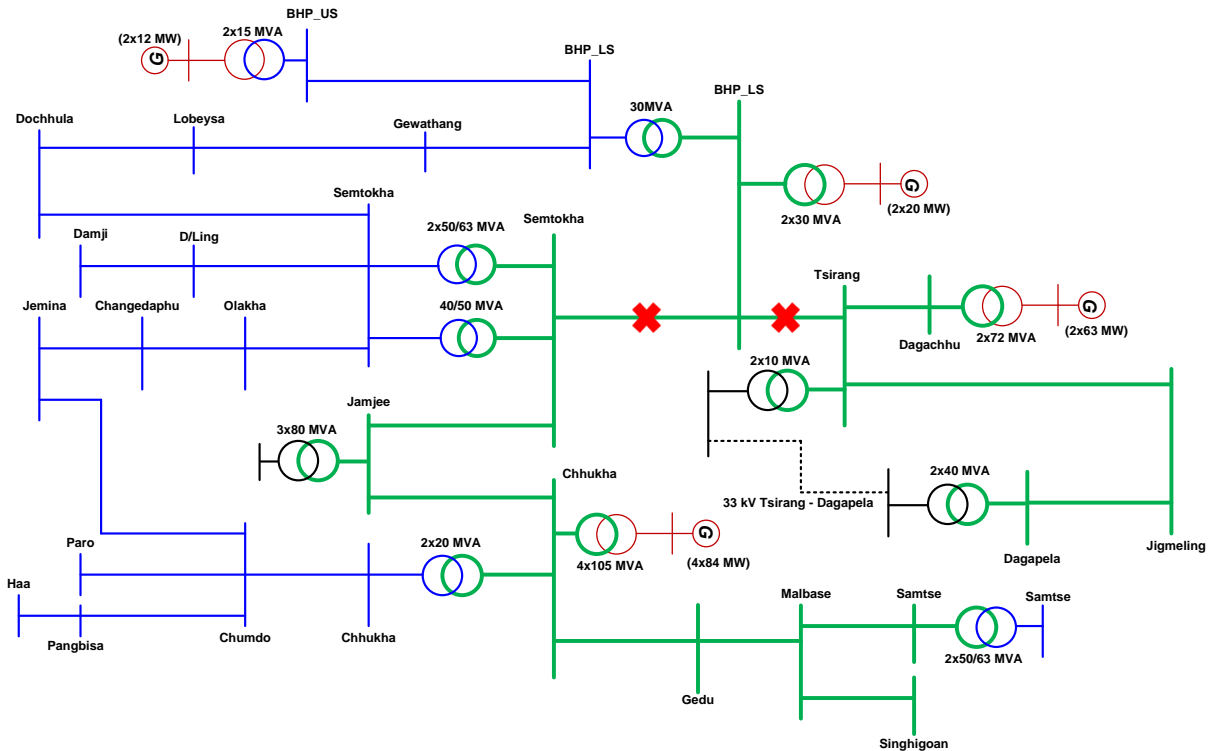 BHP_US
(2x12 MW)
2x15 MVA
G
BHP_LS
BHP_LS
Dochhula
Lobeysa
Gewathang
30MVA
G
(2x20 MW)
2x30 MVA
Semtokha
Semtokha
Damji
D/Ling
2x50/63 MVA
Tsirang
Jemina
Changedaphu
Olakha
40/50 MVA
G
(2x63 MW)
2x72 MVA
Dagachhu
2x10 MVA
Jamjee
3x80 MVA
Chhukha
2x40 MVA
33 kV Tsirang - Dagapela
G
(4x84 MW)
4x105 MVA
Dagapela
Jigmeling
Paro
2x20 MVA
Haa
Pangbisa
Chumdo
Chhukha
Malbase
Samtse
Samtse
2x50/63 MVA
Gedu
Singhigoan